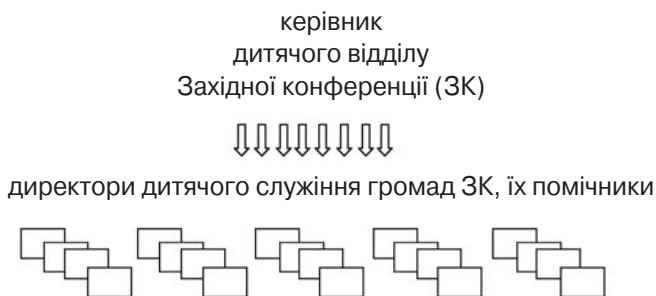 керівник
дитячого відділу
Західної конференції (ЗК)
директори дитячого служіння громад ЗК, їх помічники